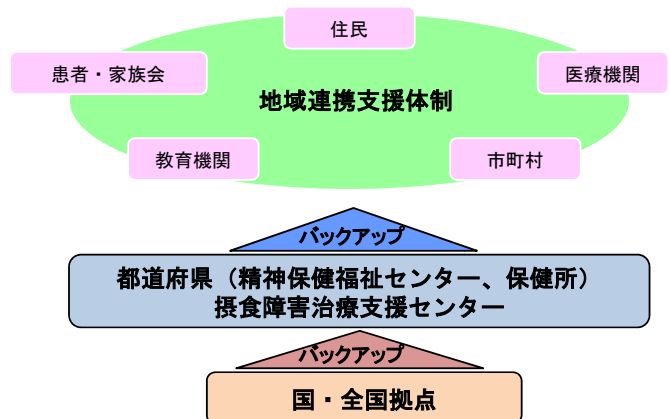 住民
患者・家族会
医療機関
地域連携支援体制
教育機関
市町村
バックアップ
都道府県（精神保健福祉センター、保健所）
摂食障害治療支援センター
バックアップ
国・全国拠点